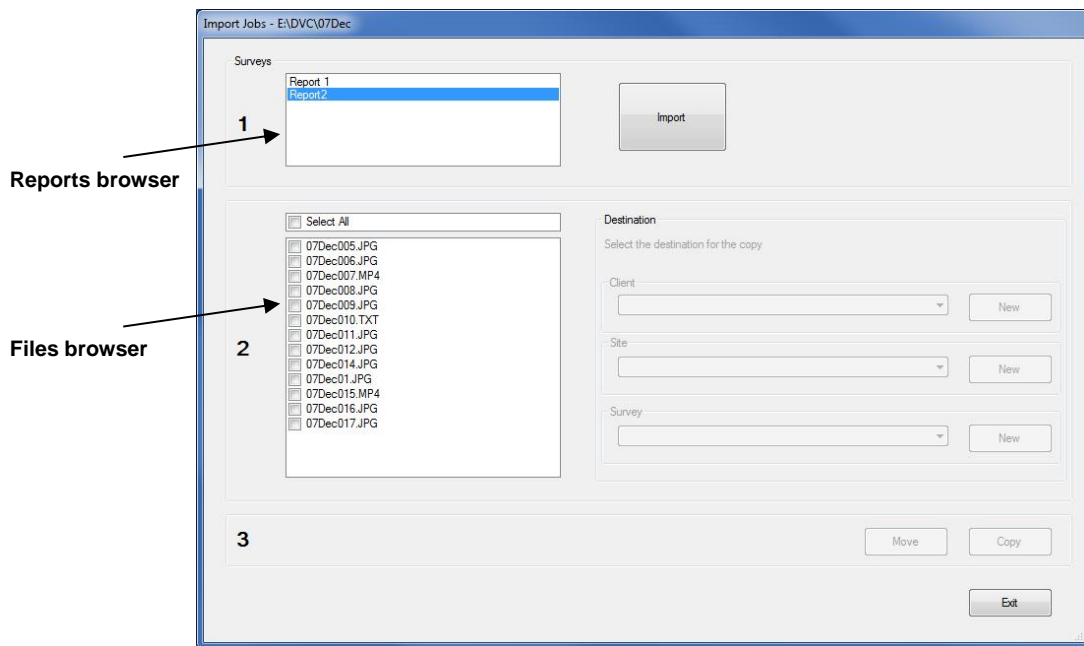 Import Jobs - E:\DVC\07Dec
Surveys
Report 1
Report2
1
Import
Reports browser
Select All
07Dec005.JPG
07Dec006.JPG
07Dec007.MP4
07Dec008.JPG
07Dec009.JPG
07Dec010.TXT
07Dec011.JPG
07Dec012.JPG
07Dec014.JPG
07Dec01.JPG
07Dec015.MP4
07Dec016.JPG
07Dec017.JPG
Files browser
2
Destination
Select the destination for the copy
Client
New
Site
New
Survey
New
3
Move
Copy
Exit